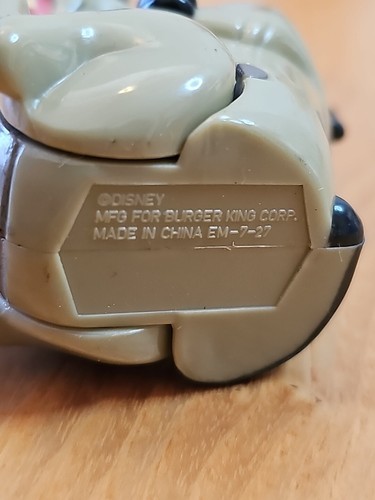 ©DISNEY
MFG FOR BURGER KING CORP.
MADE IN CHINA EM-7-27